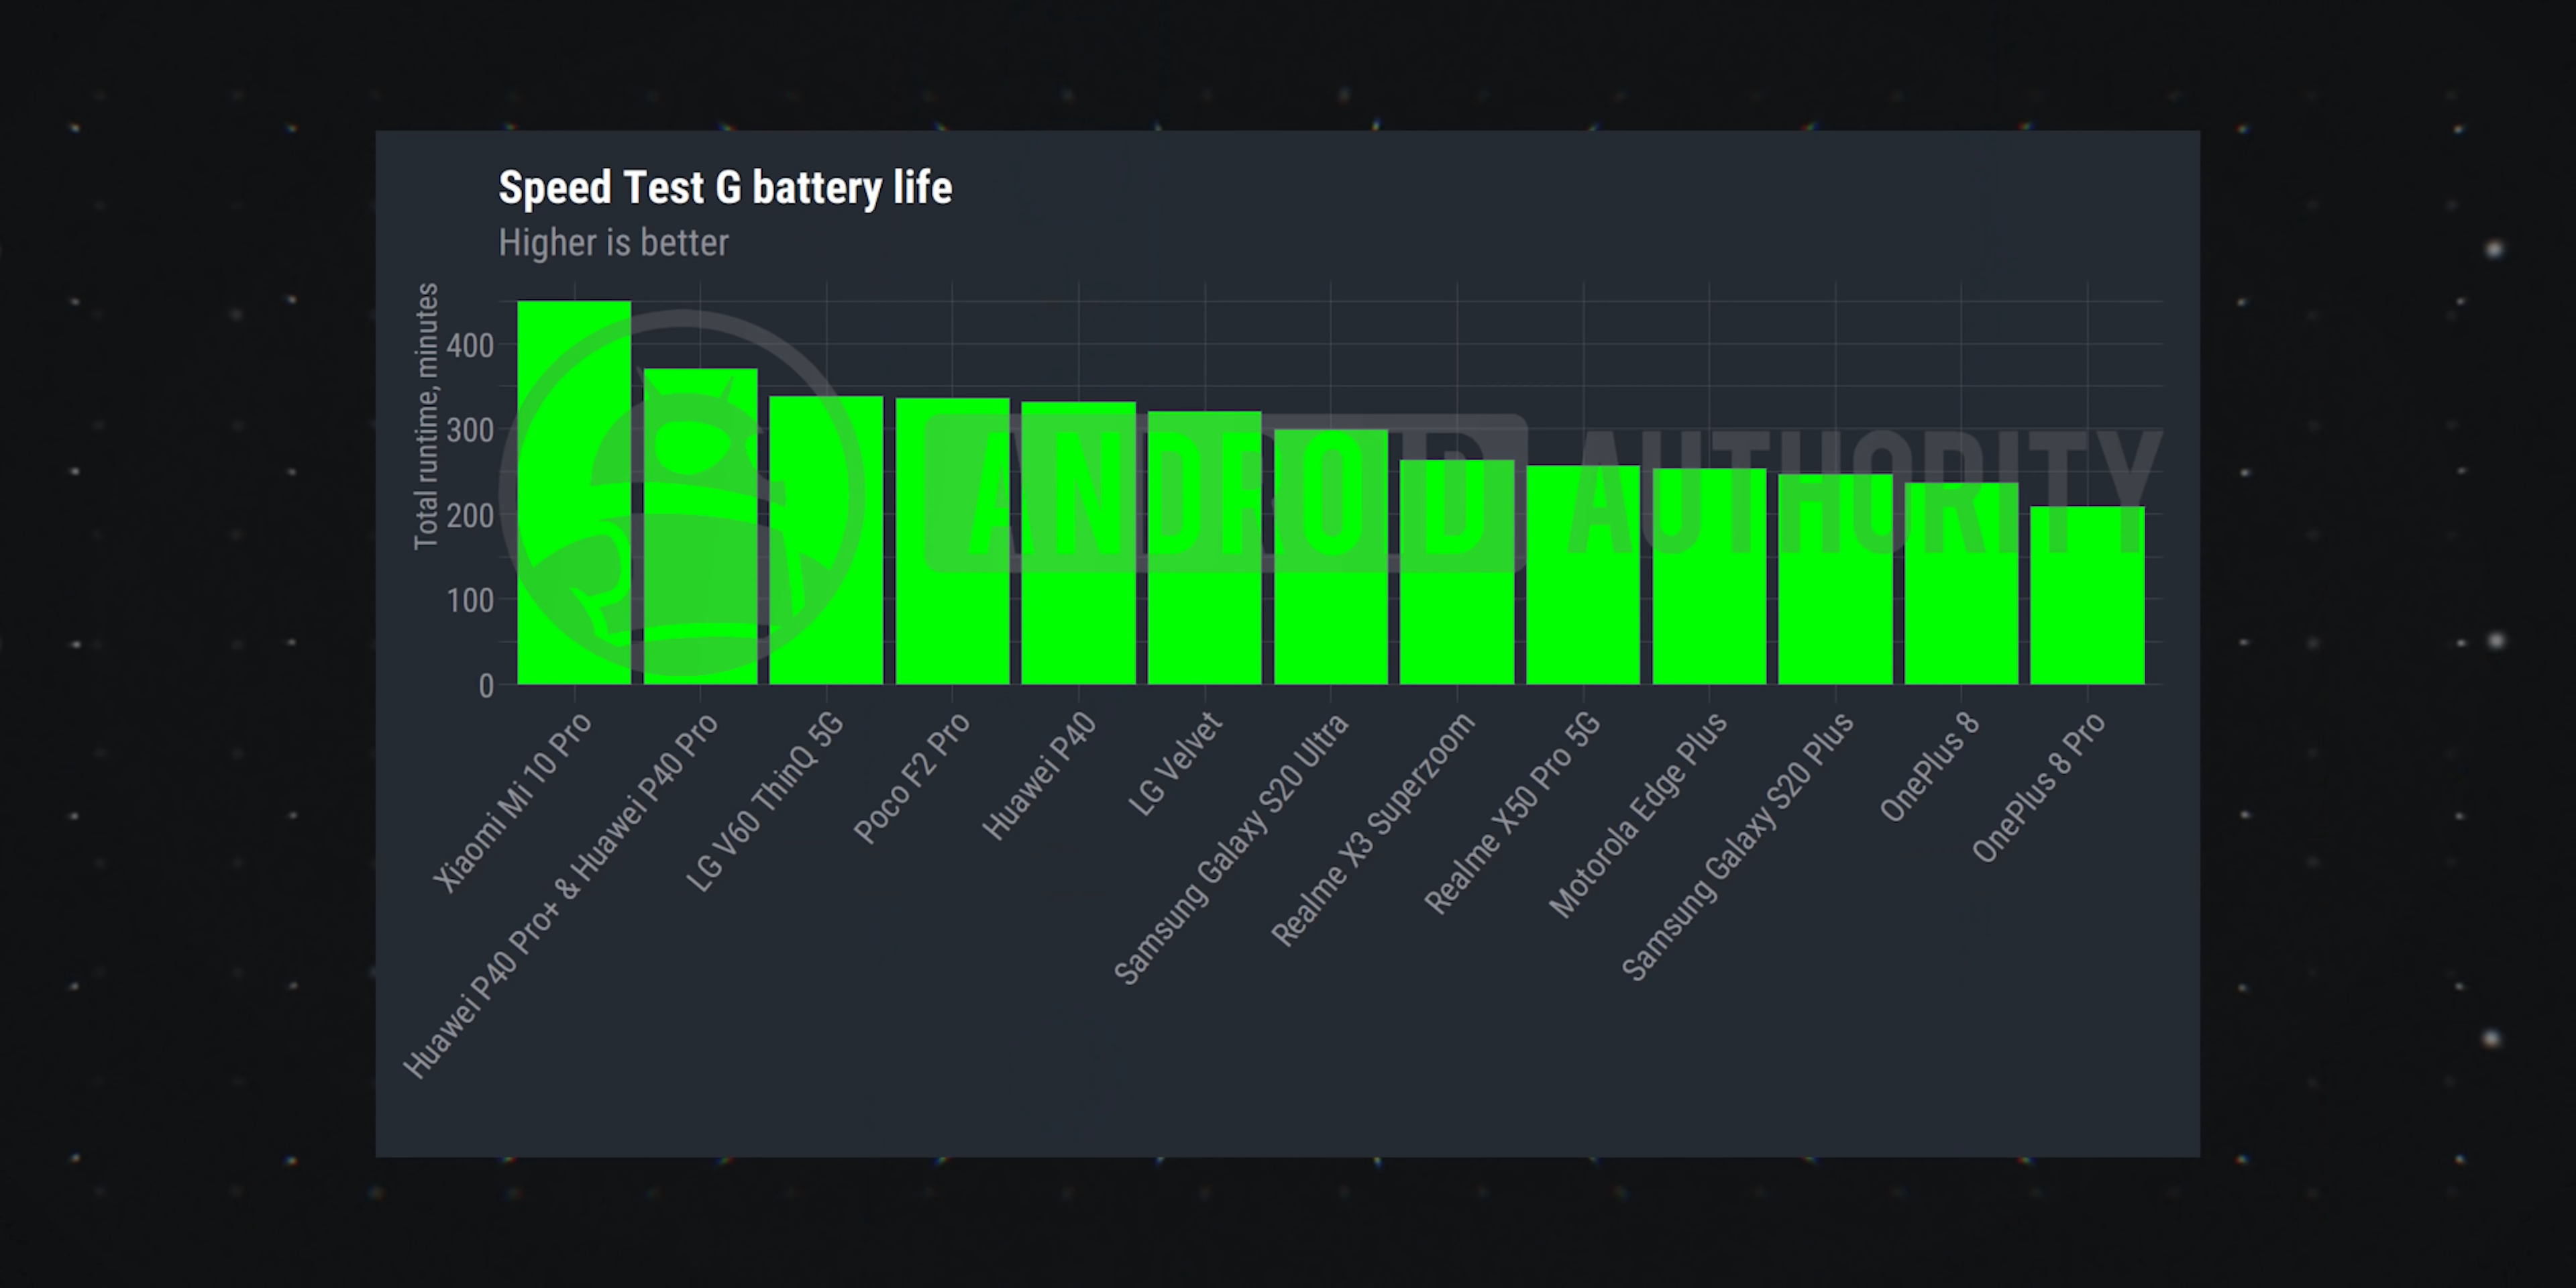 Speed Test G battery life
Higher is better
Total runtime, minutes
400
300
200
100
0
ANDROID AUTHORITY
Xiaomi Mi 10 Pro
Huawei P40 Pro+ & Huawei P40 Pro
LG V60 ThinQ 5G
Poco F2 Pro
Huawei P40
LG Velvet
Samsung Galaxy S20 Ultra
Realme X3 Superzoom
Realme X50 Pro 5G
Motorola Edge Plus
Samsung Galaxy S20 Plus
OnePlus 8
OnePlus 8 Pro